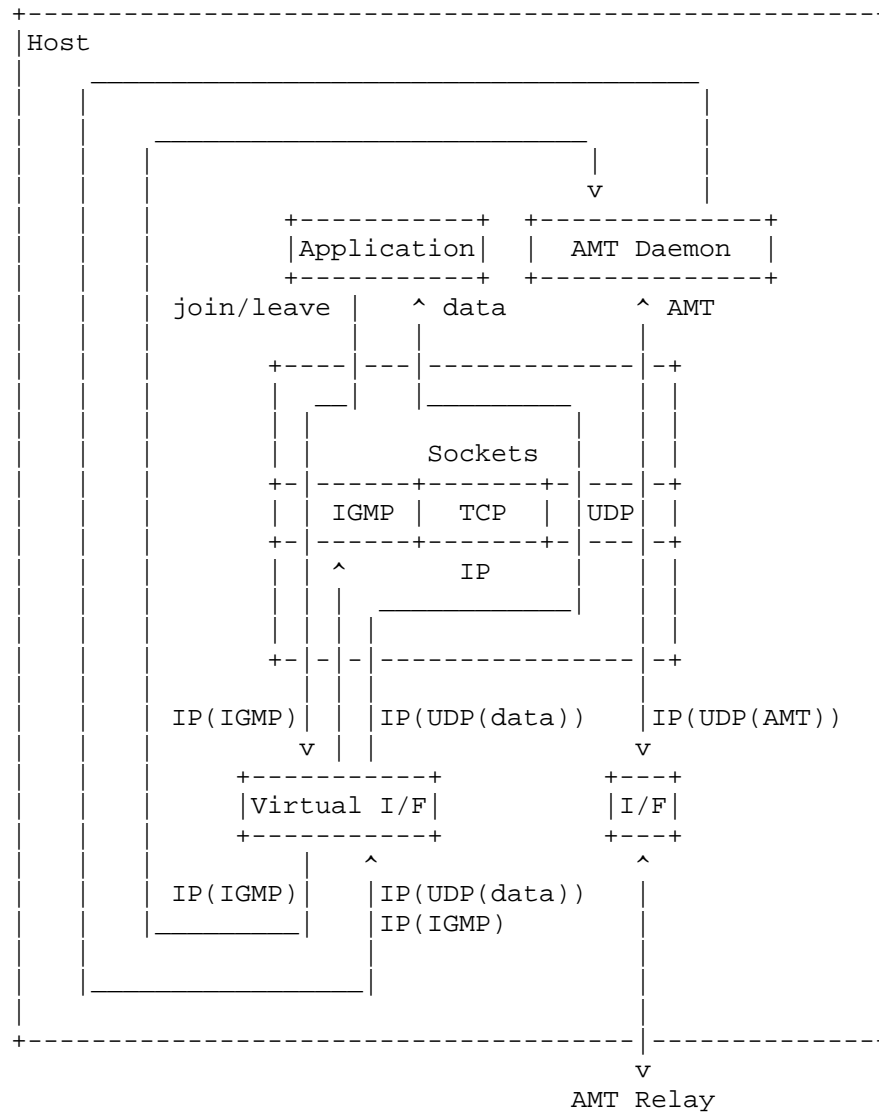 Host
Application AMT Daemon
join/leave data AMT
Sockets
IGMP TCP UDP
IP
IP(IGMP) IP(UDP(data)) IP(UDP(AMT))
Virtual I/F I/F
IP(IGMP) IP(UDP(data))
IP(IGMP)
AMT Relay